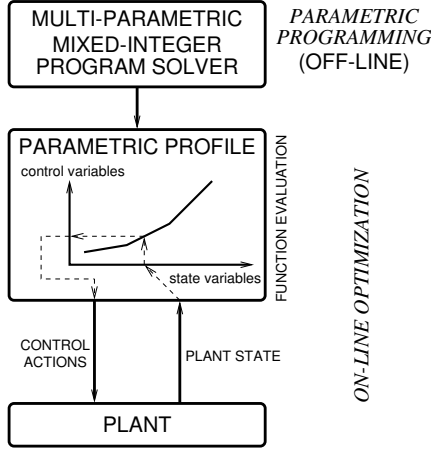 MULTI-PARAMETRIC
MIXED-INTEGER
PROGRAM SOLVER
PARAMETRIC
PROGRAMMING
(OFF-LINE)
PARAMETRIC PROFILE
control variables
state variables
FUNCTION EVALUATION
ON-LINE OPTIMIZATION
CONTROL
ACTIONS
PLANT STATE
PLANT